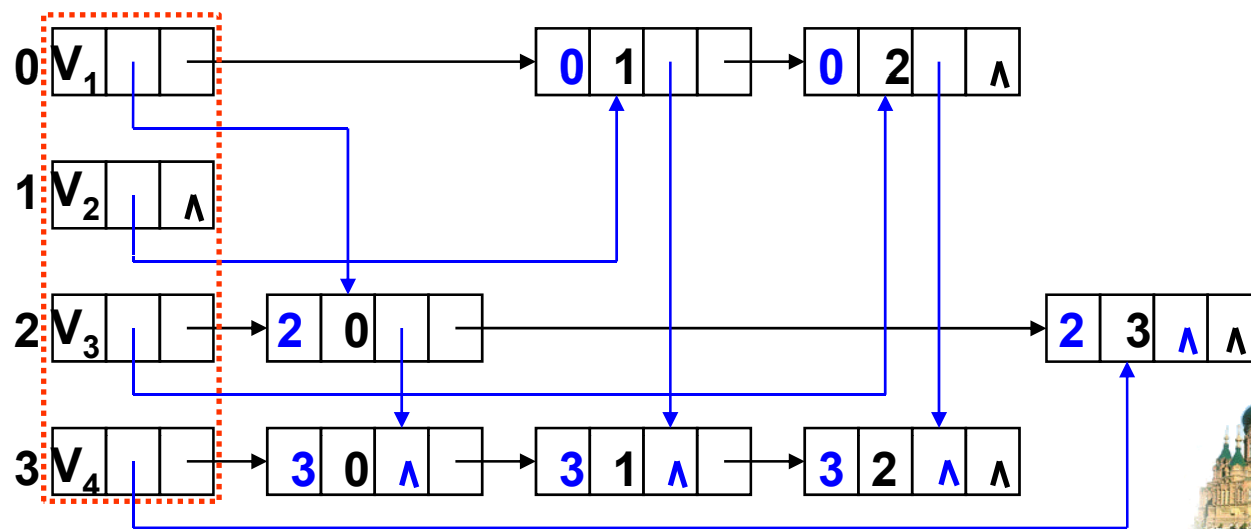 0 V₁ 0 1 0 2 ∧
1 V₂ ∧
2 V₃ 2 0 2 3 ∧ ∧
3 V₄ 3 0 ∧ 3 1 ∧ 3 2 ∧ ∧